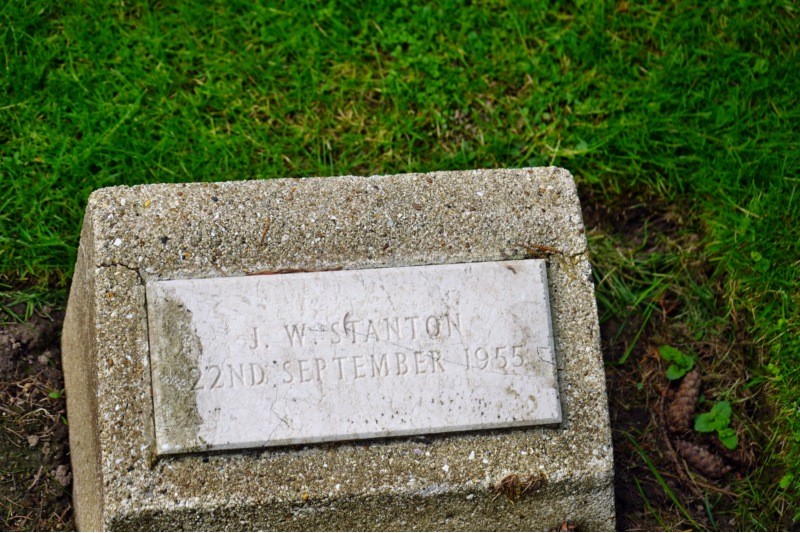 J. W. STANTON
22ND SEPTEMBER 1955